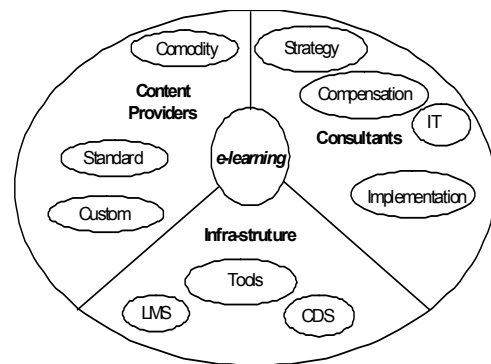 Comodity
Strategy
Content
Providers
Compensation
IT
Consultants
Standard
e-learning
Custom
Implementation
Infra-struture
Tools
LMS
CDS